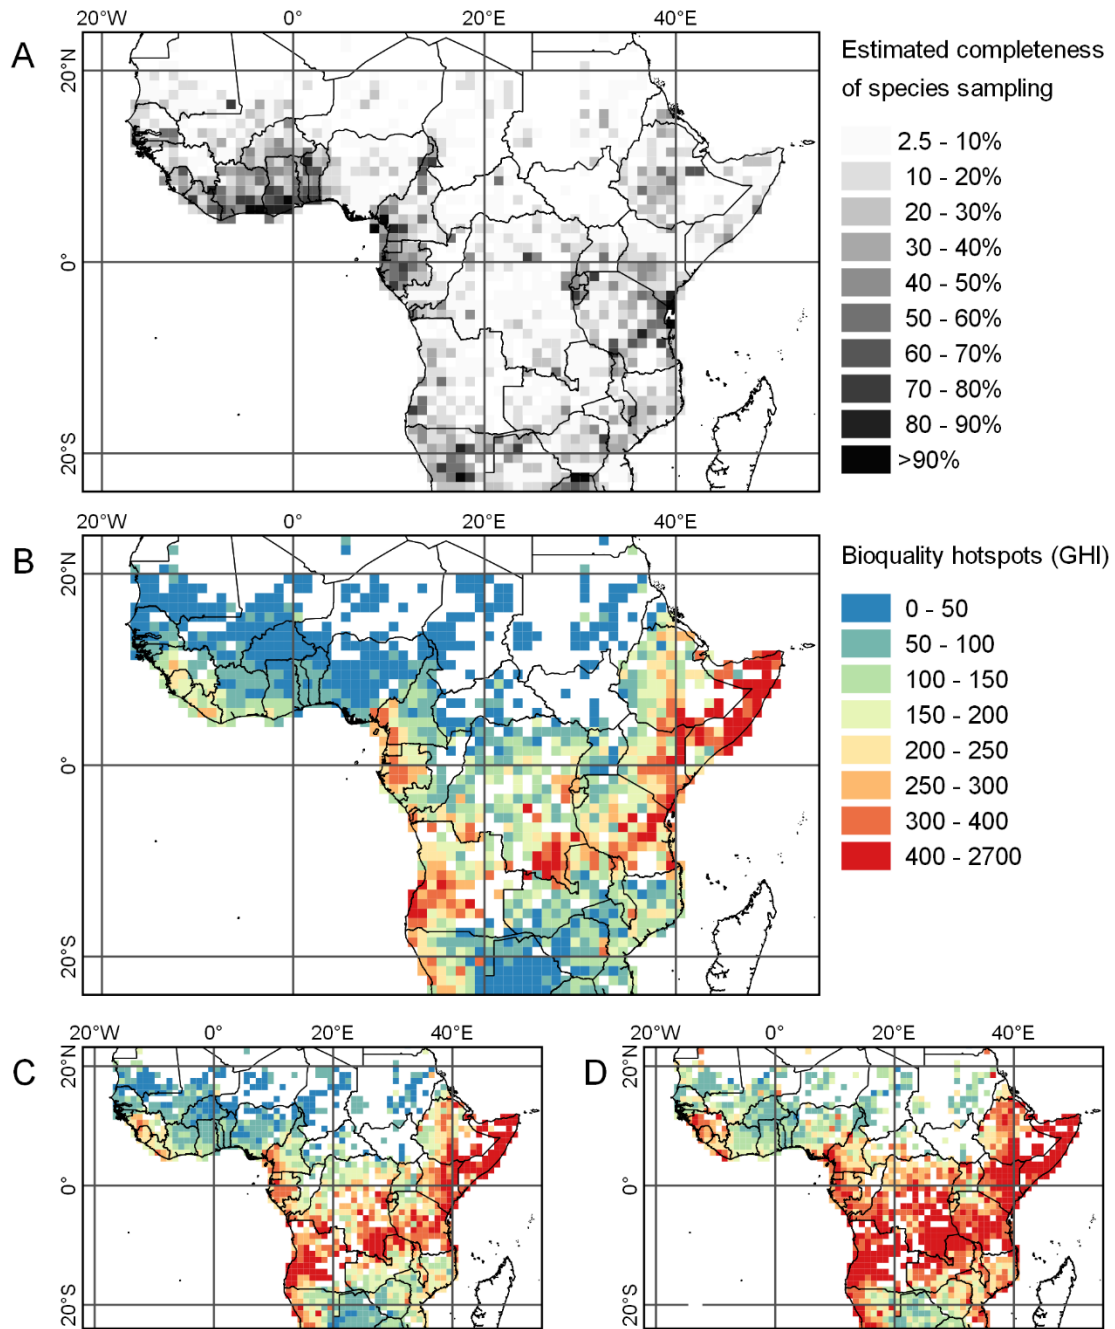 20°W 0° 20°E 40°E
A
20°N
0°
20°S
Estimated completeness
of species sampling
2.5 - 10%
10 - 20%
20 - 30%
30 - 40%
40 - 50%
50 - 60%
60 - 70%
70 - 80%
80 - 90%
>90%
20°W 0° 20°E 40°E
B
20°N
0°
20°S
Bioquality hotspots (GHI)
0 - 50
50 - 100
100 - 150
150 - 200
200 - 250
250 - 300
300 - 400
400 - 2700
20°W 0° 20°E 40°E
C
20°N
0°
20°S
20°W 0° 20°E 40°E
D
20°N
0°
20°S